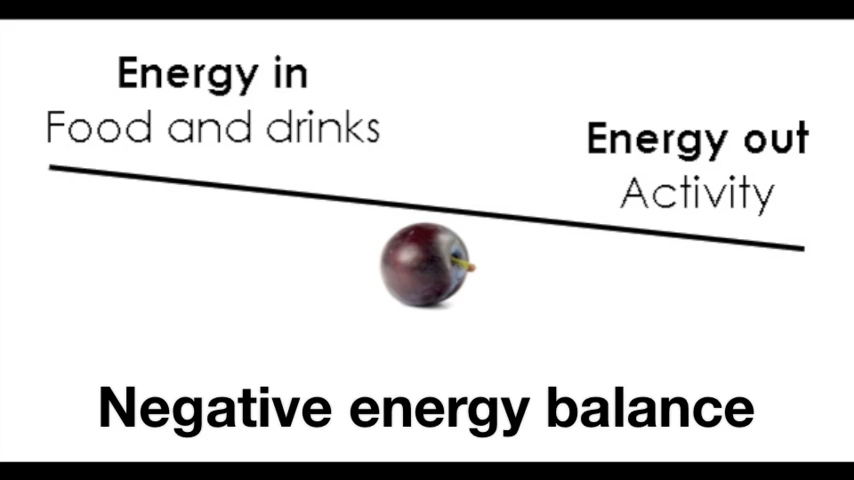 Energy in
Food and drinks
Energy out
Activity
Negative energy balance